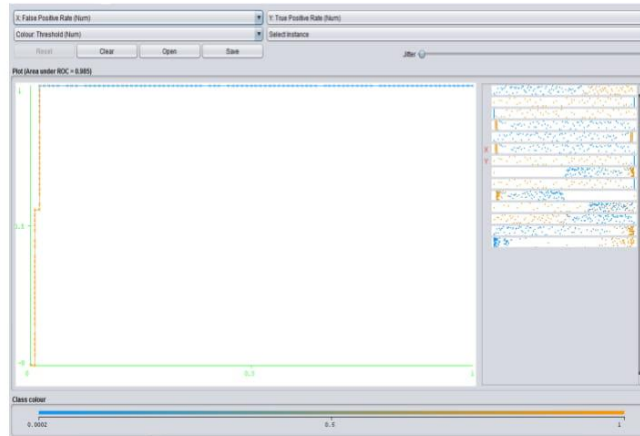 X: False Positive Rate (Num) Y: True Positive Rate (Num)
Colour: Threshold (Num) Select Instance
Reset Clear Open Save Jitter
Plot (Area under ROC = 0.985)
1
X
Y
0.5
0
0 0.5 1
Class colour
0.0002 0.5 1